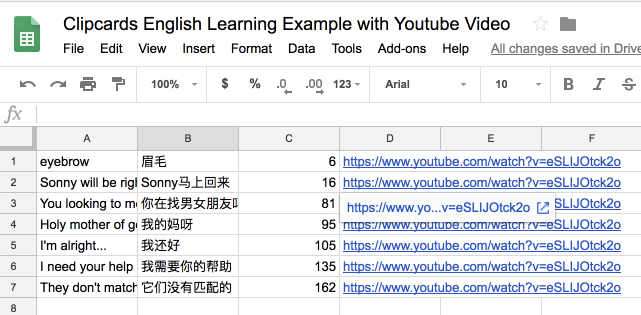 Clipcards English Learning Example with Youtube Video
File Edit View Insert Format Data Tools Add-ons Help All changes saved in Drive
100% $ % .0 .00 123 Arial 10 B I S
fx
A B C D E F
1 eyebrow 眉毛 6 https://www.youtube.com/watch?v=eSLIJOtck2o
2 Sonny will be righ Sonny马上回来 16 https://www.youtube.com/watch?v=eSLIJOtck2o
3 You looking to me 你在找男女朋友吗 81 https://www.yo...v=eSLIJOtck2o SLIJOtck2o
4 Holy mother of go 我的妈呀 95 https://www.youtube.com/watch?v=eSLIJOtck2o
5 I'm alright... 我还好 105 https://www.youtube.com/watch?v=eSLIJOtck2o
6 I need your help 我需要你的帮助 135 https://www.youtube.com/watch?v=eSLIJOtck2o
7 They don't match 它们没有匹配的 162 https://www.youtube.com/watch?v=eSLIJOtck2o
8